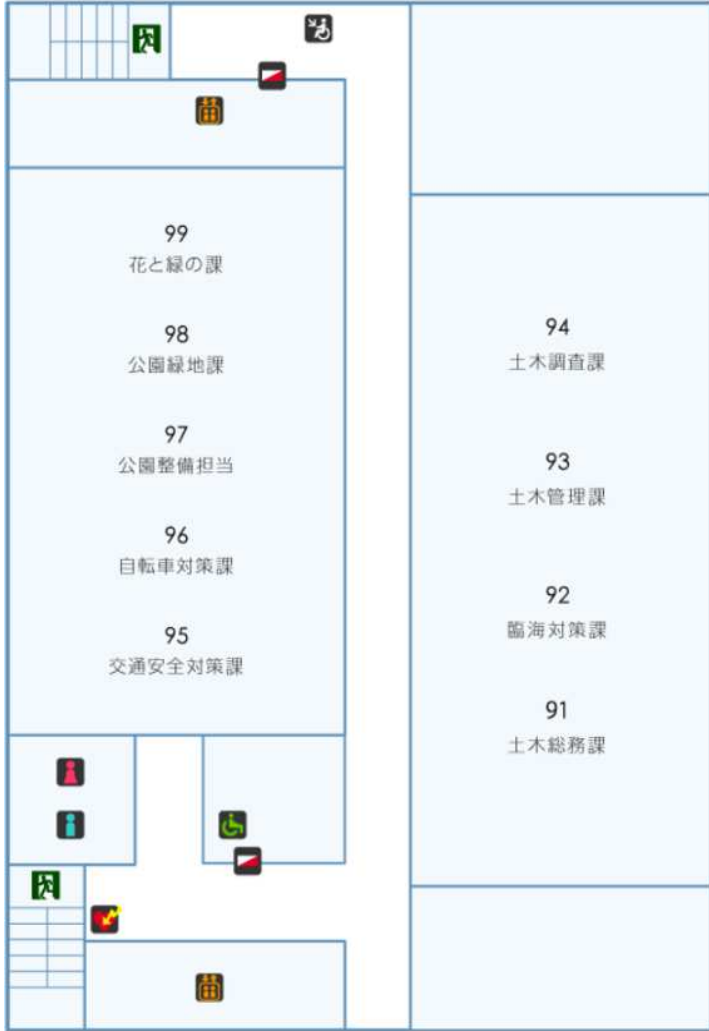 99
花と緑の課
98
公園緑地課
97
公園整備担当
96
自転車対策課
95
交通安全対策課
94
土木調査課
93
土木管理課
92
臨海対策課
91
土木総務課